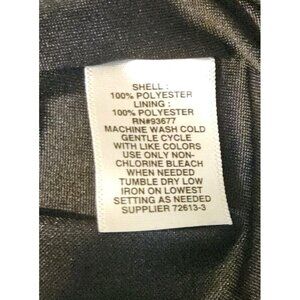 SHELL :
100% POLYESTER
LINING :
100% POLYESTER
RN#93677
MACHINE WASH COLD
GENTLE CYCLE
WITH LIKE COLORS
USE ONLY NON-
CHLORINE BLEACH
WHEN NEEDED
TUMBLE DRY LOW
IRON ON LOWEST
SETTING AS NEEDED
SUPPLIER 72613-3